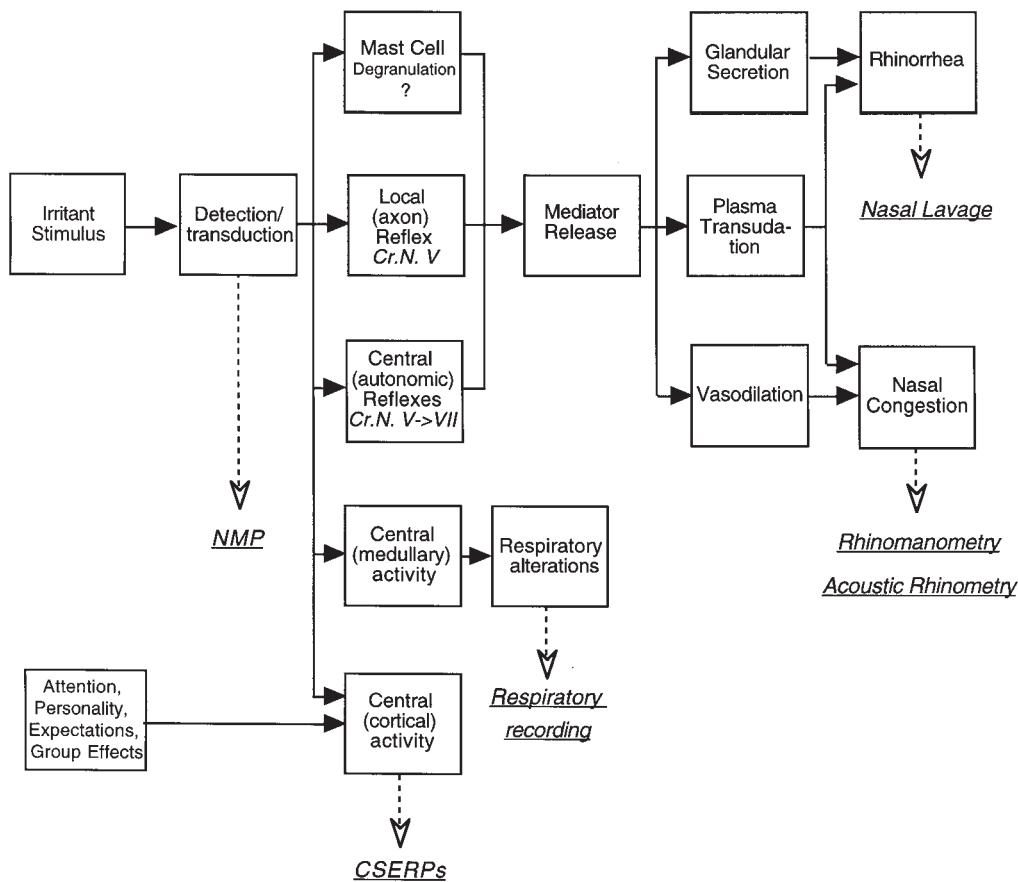 Mast Cell
Degranulation
?
Glandular
Secretion
Rhinorrhea
Irritant
Stimulus
Detection/
transduction
Local
(axon)
Reflex
Cr.N. V
Mediator
Release
Plasma
Transuda-
tion
Nasal Lavage
Central
(autonomic)
Reflexes
Cr.N. V->VII
Vasodilation
Nasal
Congestion
NMP
Central
(medullary)
activity
Respiratory
alterations
Rhinomanometry
Acoustic Rhinometry
Attention,
Personality,
Expectations,
Group Effects
Central
(cortical)
activity
Respiratory
recording
CSERPs